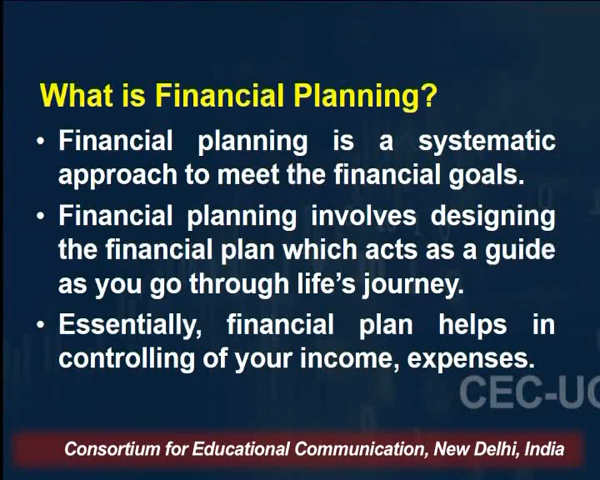 What is Financial Planning?
• Financial planning is a systematic
approach to meet the financial goals.
• Financial planning involves designing
the financial plan which acts as a guide
as you go through life's journey.
• Essentially, financial plan helps in
controlling of your income, expenses.
CEC-UG
Consortium for Educational Communication, New Delhi, India